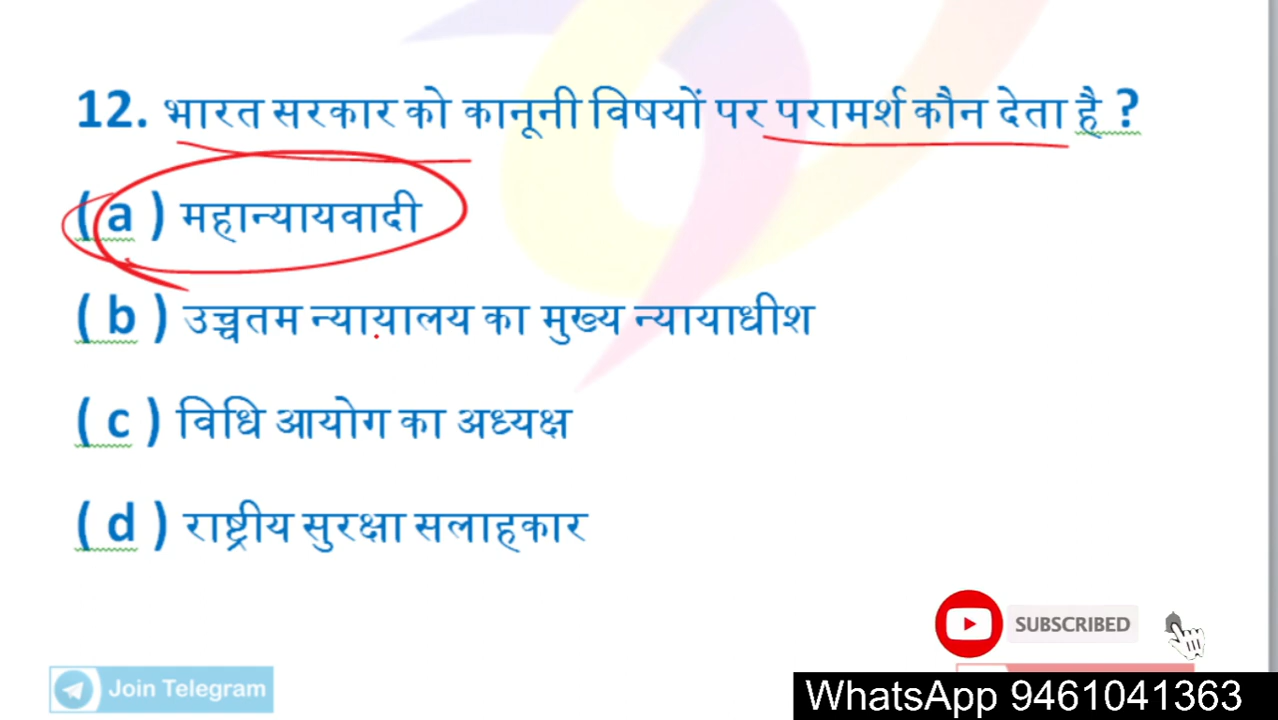 12. भारत सरकार को कानूनी विषयों पर परामर्श कौन देता है ?
( a ) महान्यायवादी
( b ) उच्चतम न्यायालय का मुख्य न्यायाधीश
( c ) विधि आयोग का अध्यक्ष
( d ) राष्ट्रीय सुरक्षा सलाहकार
SUBSCRIBED
Join Telegram
WhatsApp 9461041363